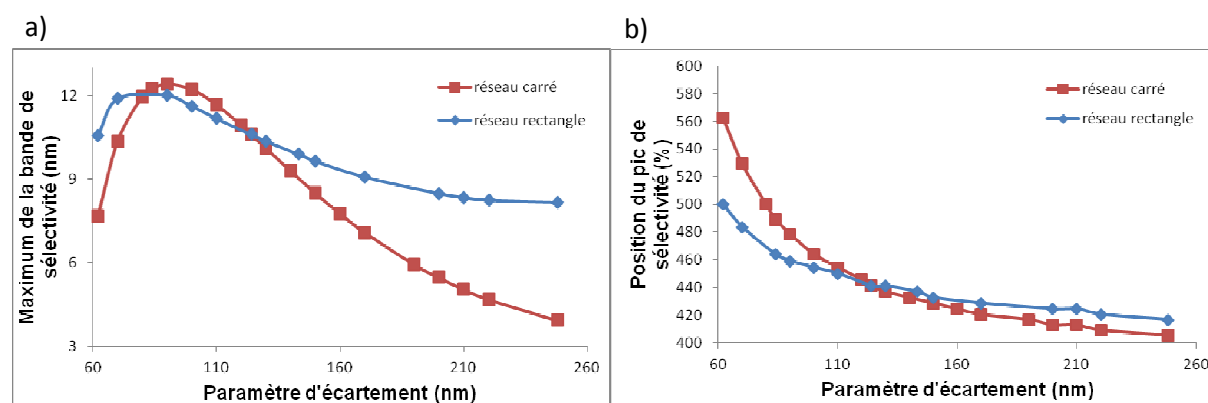 a)
Maximum de la bande de
sélectivité (nm)
12
9
6
3
réseau carré
réseau rectangle
60
110
160
210
260
Paramètre d'écartement (nm)
b)
Position du pic de
sélectivité (%)
600
580
560
540
520
500
480
460
440
420
400
réseau carré
réseau rectangle
60
110
160
210
260
Paramètre d'écartement (nm)